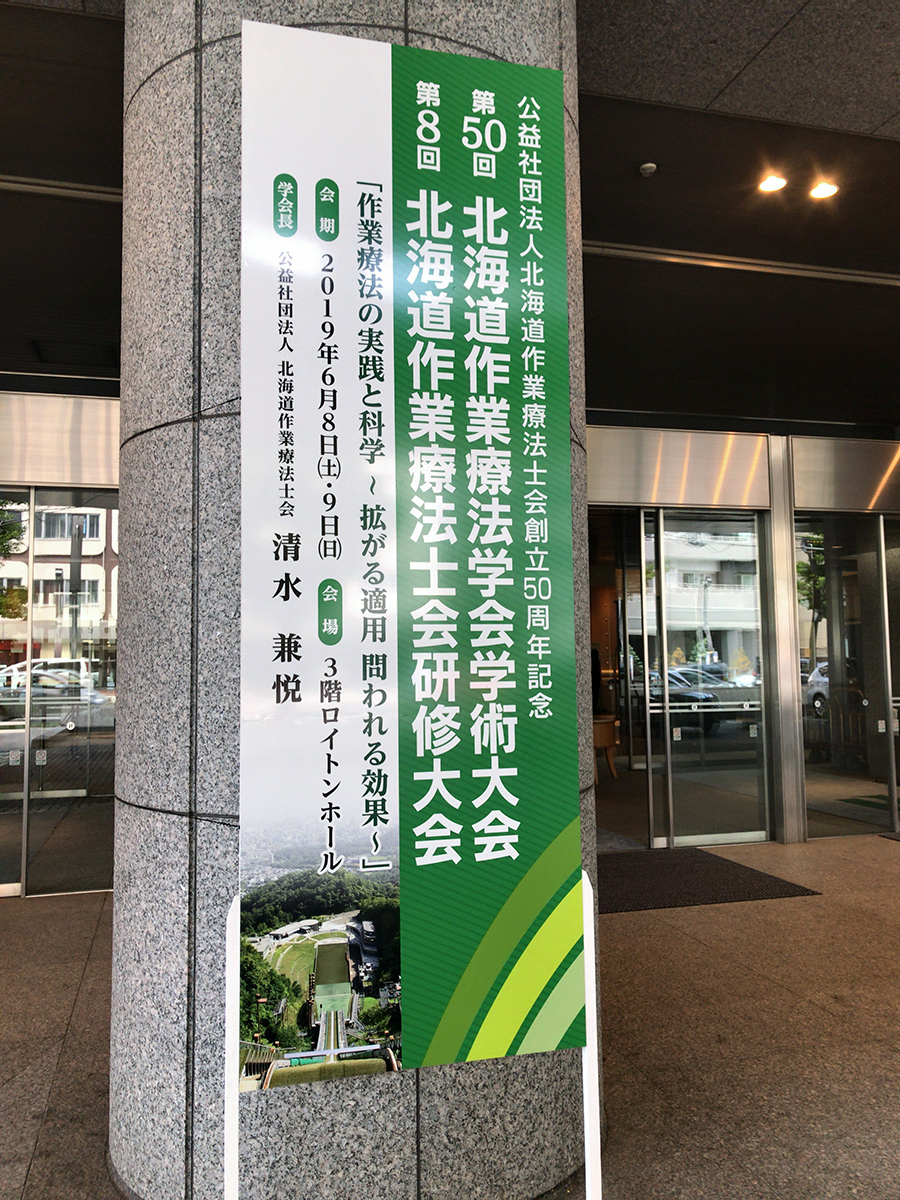 公益社団法人北海道作業療法士会創立50周年記念
第50回 北海道作業療法学会学術大会
第8回 北海道作業療法士会研修大会
「作業療法の実践と科学 ～ 拡がる適用 問われる効果～」
会期 2019年6月8日(土)・9日(日) 会場 3階ロイトンホール
学会長 公益社団法人 北海道作業療法士会 清水 兼悦